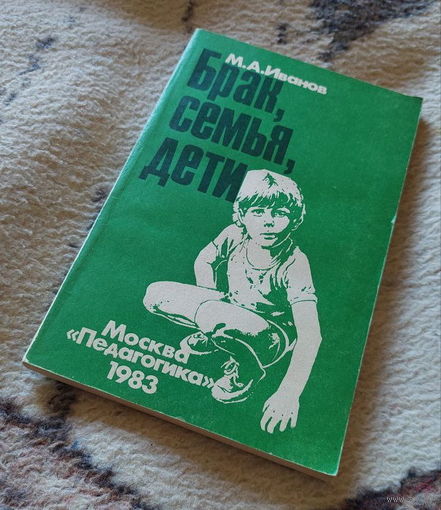 М.А.Иванов
Брак,
семья,
дети
Москва
«Педагогика»
1983